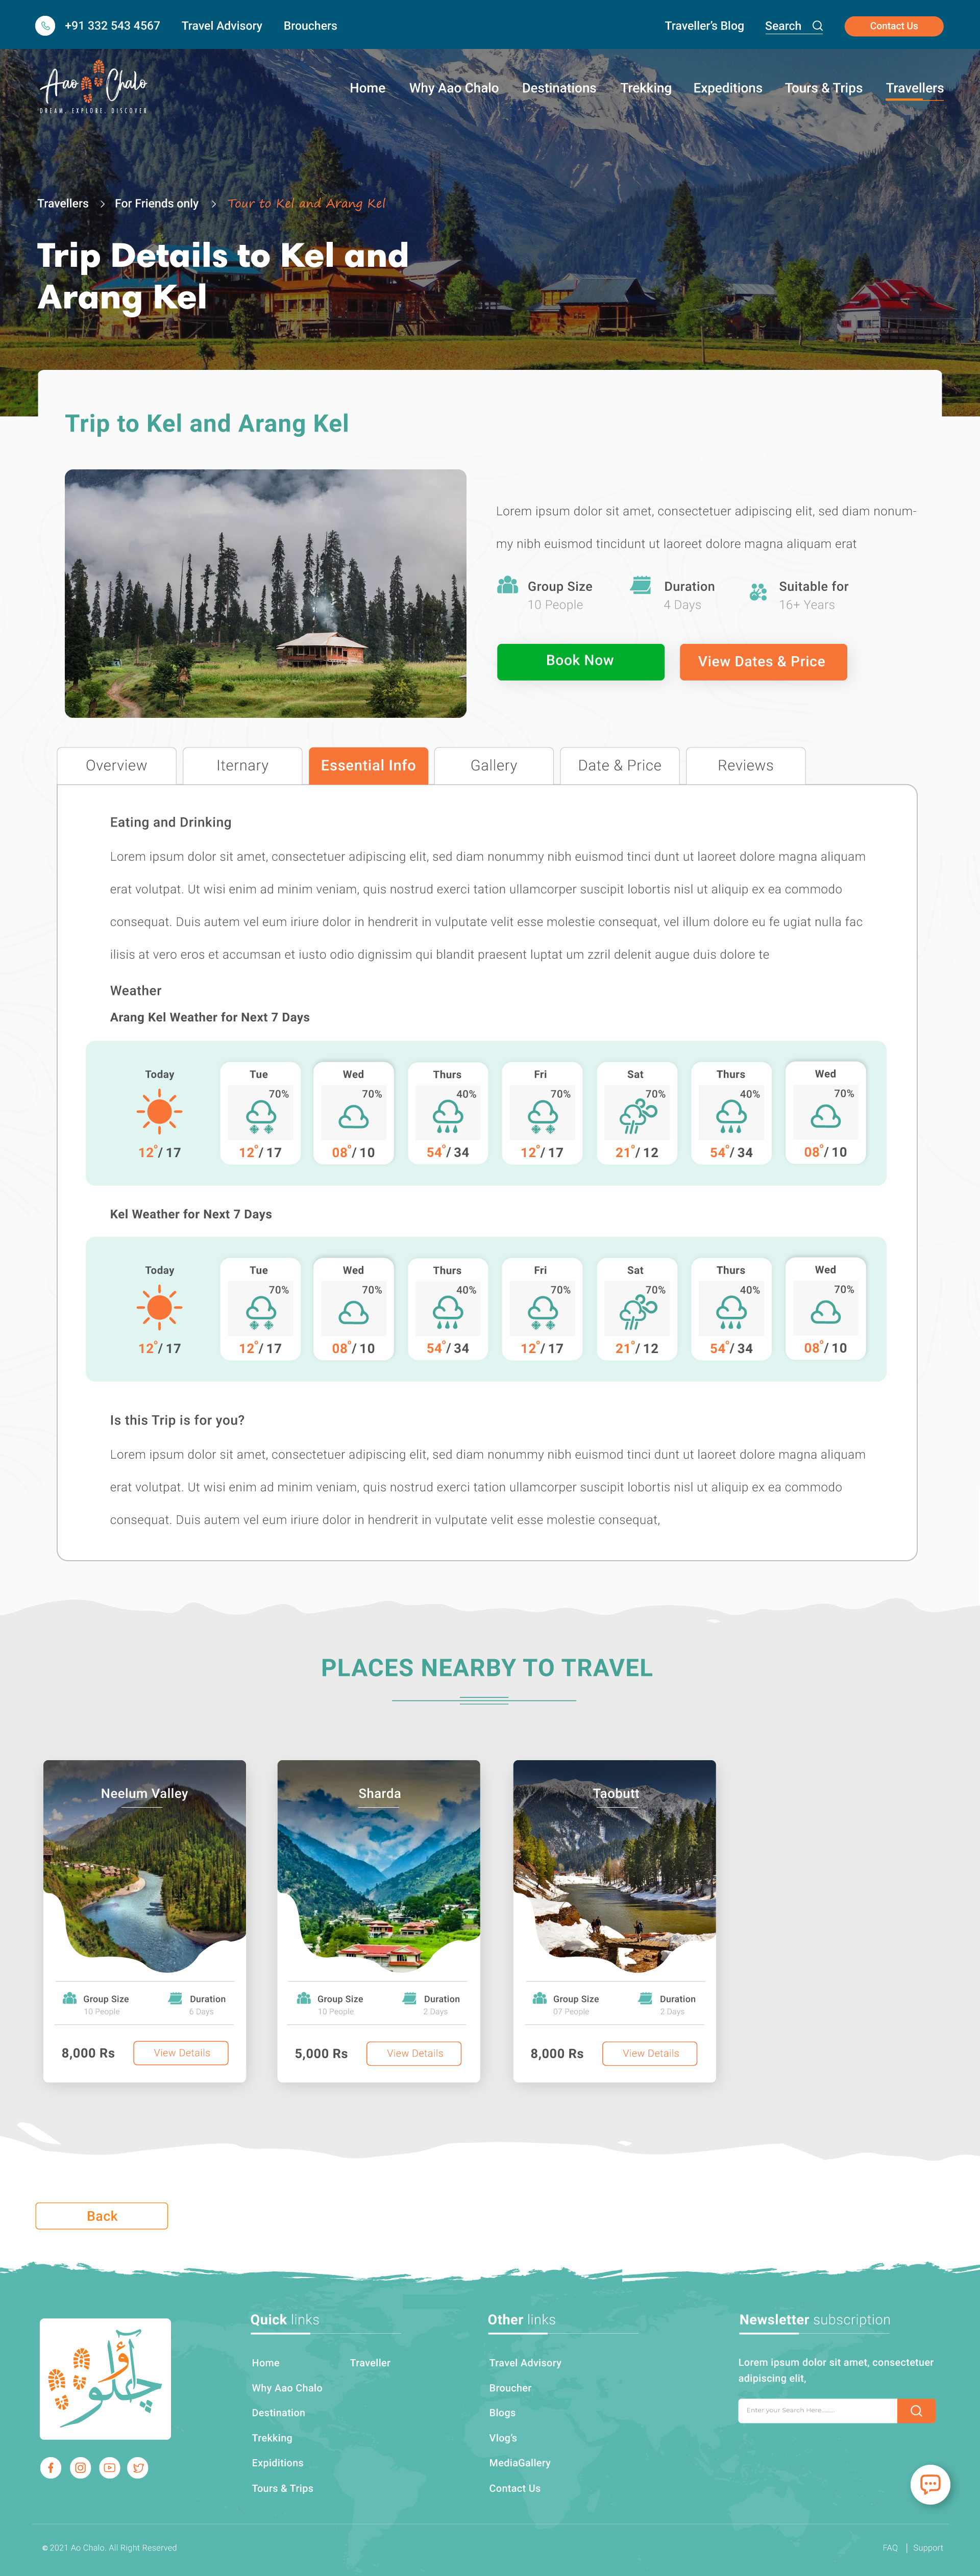 +91 332 543 4567 Travel Advisory Brouchers Traveller's Blog Search Contact Us
Aao Chalo
DREAM. EXPLORE. DISCOVER
Home Why Aao Chalo Destinations Trekking Expeditions Tours & Trips Travellers
Travellers > For Friends only > Tour to Kel and Arang Kel
Trip Details to Kel and
Arang Kel
Trip to Kel and Arang Kel
Lorem ipsum dolor sit amet, consectetuer adipiscing elit, sed diam nonum-
my nibh euismod tincidunt ut laoreet dolore magna aliquam erat
Group Size Duration Suitable for
10 People 4 Days 16+ Years
Book Now View Dates & Price
Overview Iternary Essential Info Gallery Date & Price Reviews
Eating and Drinking
Lorem ipsum dolor sit amet, consectetuer adipiscing elit, sed diam nonummy nibh euismod tinci dunt ut laoreet dolore magna aliquam
erat volutpat. Ut wisi enim ad minim veniam, quis nostrud exerci tation ullamcorper suscipit lobortis nisl ut aliquip ex ea commodo
consequat. Duis autem vel eum iriure dolor in hendrerit in vulputate velit esse molestie consequat, vel illum dolore eu fe ugiat nulla fac
ilisis at vero eros et accumsan et iusto odio dignissim qui blandit praesent luptat um zzril delenit augue duis dolore te
Weather
Arang Kel Weather for Next 7 Days
Today Tue Wed Thurs Fri Sat Thurs Wed
70% 70% 40% 70% 70% 40% 70%
12°/ 17 12°/ 17 08°/ 10 54°/ 34 12°/ 17 21°/ 12 54°/ 34 08°/ 10
Kel Weather for Next 7 Days
Today Tue Wed Thurs Fri Sat Thurs Wed
70% 70% 40% 70% 70% 40% 70%
12°/ 17 12°/ 17 08°/ 10 54°/ 34 12°/ 17 21°/ 12 54°/ 34 08°/ 10
Is this Trip is for you?
Lorem ipsum dolor sit amet, consectetuer adipiscing elit, sed diam nonummy nibh euismod tinci dunt ut laoreet dolore magna aliquam
erat volutpat. Ut wisi enim ad minim veniam, quis nostrud exerci tation ullamcorper suscipit lobortis nisl ut aliquip ex ea commodo
consequat. Duis autem vel eum iriure dolor in hendrerit in vulputate velit esse molestie consequat,
PLACES NEARBY TO TRAVEL
Neelum Valley Sharda Taobutt
Group Size Duration Group Size Duration Group Size Duration
10 People 6 Days 10 People 2 Days 07 People 2 Days
8,000 Rs View Details 5,000 Rs View Details 8,000 Rs View Details
Back
آؤ چلو
Quick links
Home Traveller
Why Aao Chalo
Destination
Trekking
Expiditions
Tours & Trips
Other links
Travel Advisory
Broucher
Blogs
Vlog's
MediaGallery
Contact Us
Newsletter subscription
Lorem ipsum dolor sit amet, consectetuer
adipiscing elit,
Enter your Search Here.......
© 2021 Ao Chalo. All Right Reserved FAQ | Support